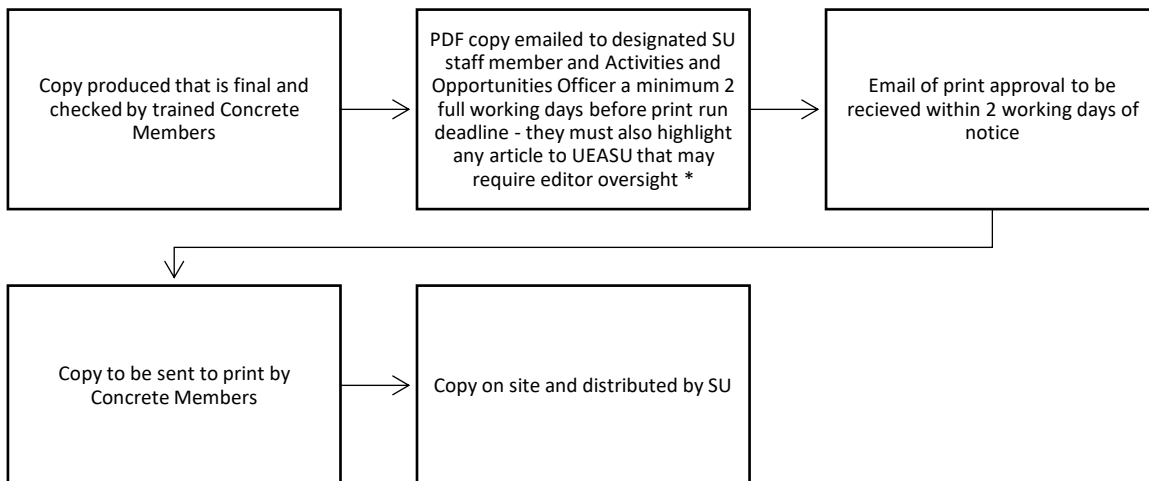 Copy produced that is final and
checked by trained Concrete
Members
PDF copy emailed to designated SU
staff member and Activities and
Opportunities Officer a minimum 2
full working days before print run
deadline - they must also highlight
any article to UEASU that may
require editor oversight *
Email of print approval to be
recieved within 2 working days of
notice
Copy to be sent to print by
Concrete Members
Copy on site and distributed by SU